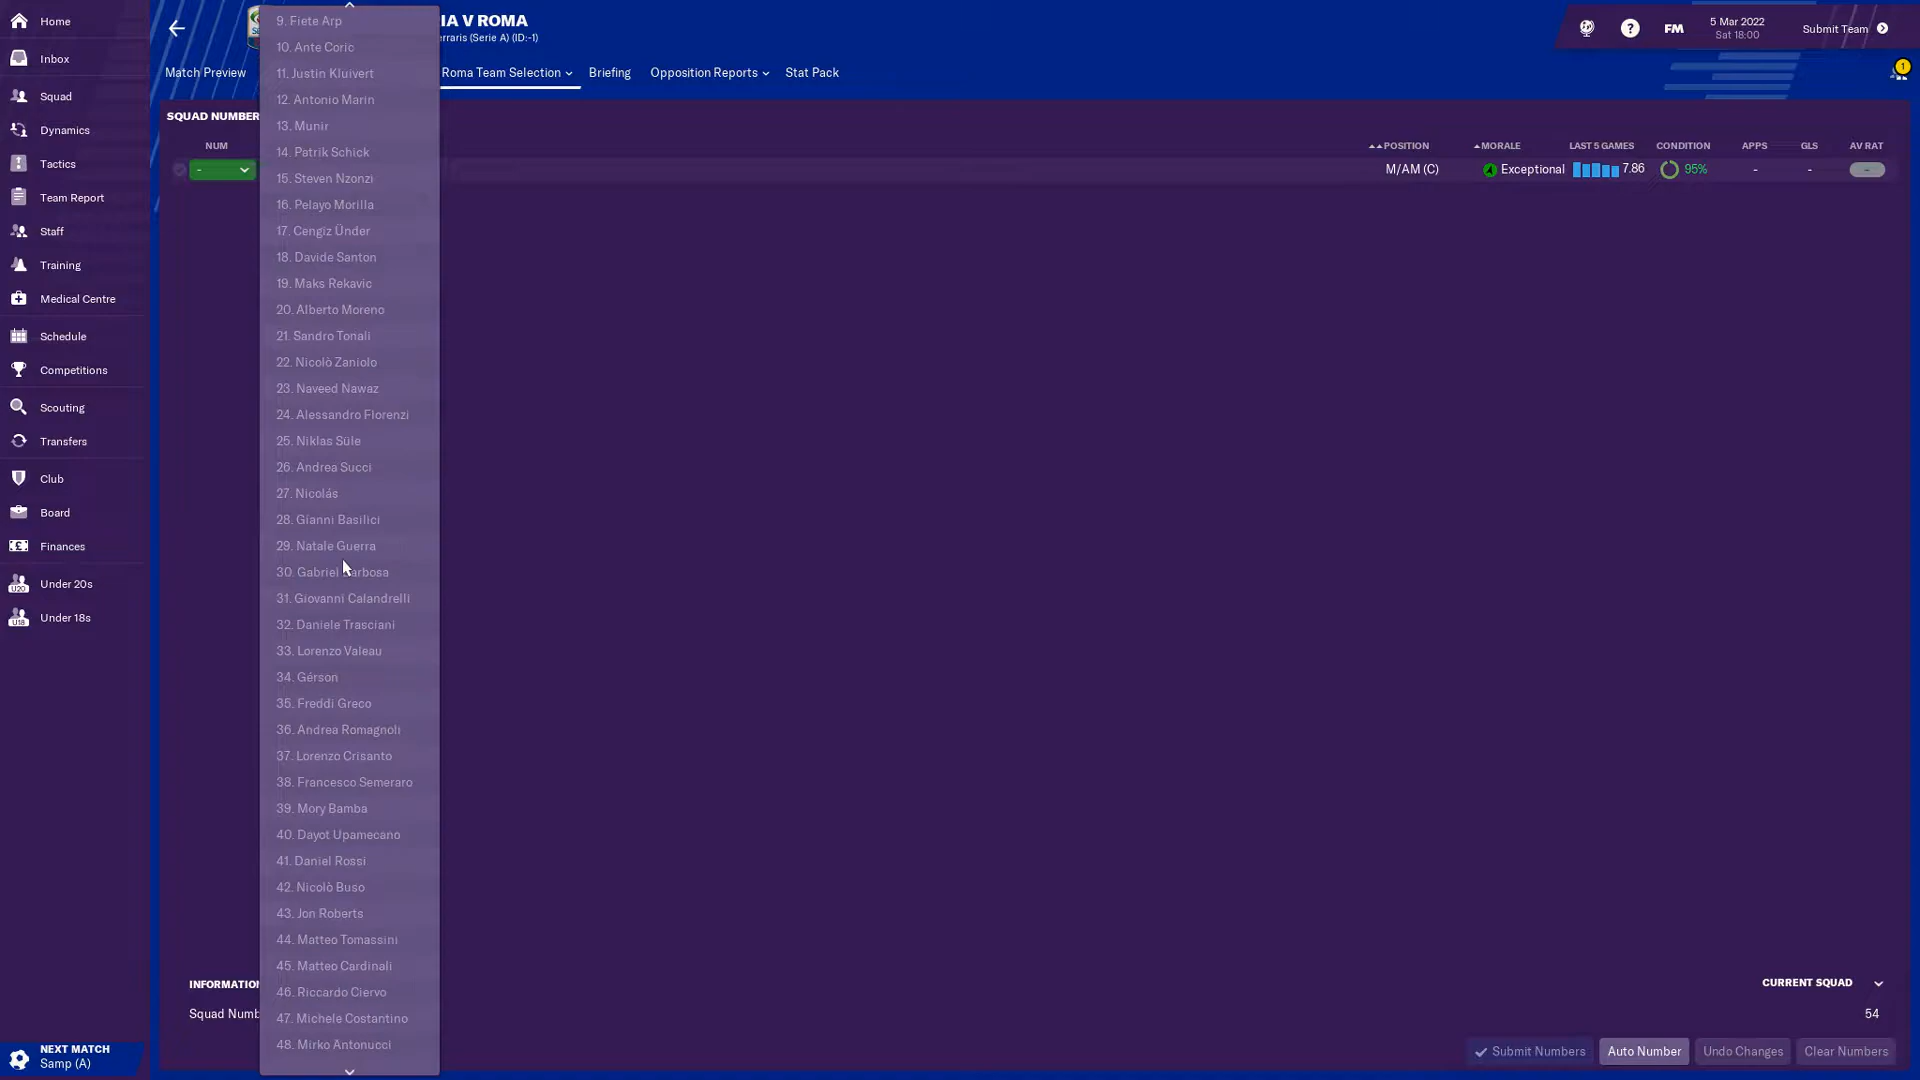 Home
Inbox
Squad
Dynamics
Tactics
Team Report
Staff
Training
Medical Centre
Schedule
Competitions
Scouting
Transfers
Club
Board
Finances
U20 Under 20s
U18 Under 18s
NEXT MATCH
Samp (A)
IA V ROMA
erraris (Serie A) (ID:-1)
FM
5 Mar 2022
Sat 18:00
Submit Team
1
Match Preview
Roma Team Selection
Briefing
Opposition Reports
Stat Pack
SQUAD NUMBER
NUM POSITION MORALE LAST 5 GAMES CONDITION APPS GLS AV RAT
- M/AM (C) Exceptional 7.86 95% - - -
9. Fiete Arp
10. Ante Coric
11. Justin Kluivert
12. Antonio Marin
13. Munir
14. Patrik Schick
15. Steven Nzonzi
16. Pelayo Morilla
17. Cengiz Ünder
18. Davide Santon
19. Maks Rekavic
20. Alberto Moreno
21. Sandro Tonali
22. Nicolò Zaniolo
23. Naveed Nawaz
24. Alessandro Florenzi
25. Niklas Süle
26. Andrea Succi
27. Nicolás
28. Gianni Basilici
29. Natale Guerra
30. Gabriel Barbosa
31. Giovanni Calandrelli
32. Daniele Trasciani
33. Lorenzo Valeau
34. Gérson
35. Freddi Greco
36. Andrea Romagnoli
37. Lorenzo Crisanto
38. Francesco Semeraro
39. Mory Bamba
40. Dayot Upamecano
41. Daniel Rossi
42. Nicolò Buso
43. Jon Roberts
44. Matteo Tomassini
45. Matteo Cardinali
46. Riccardo Ciervo
47. Michele Costantino
48. Mirko Antonucci
INFORMATION
CURRENT SQUAD
Squad Numb
54
Submit Numbers
Auto Number
Undo Changes
Clear Numbers